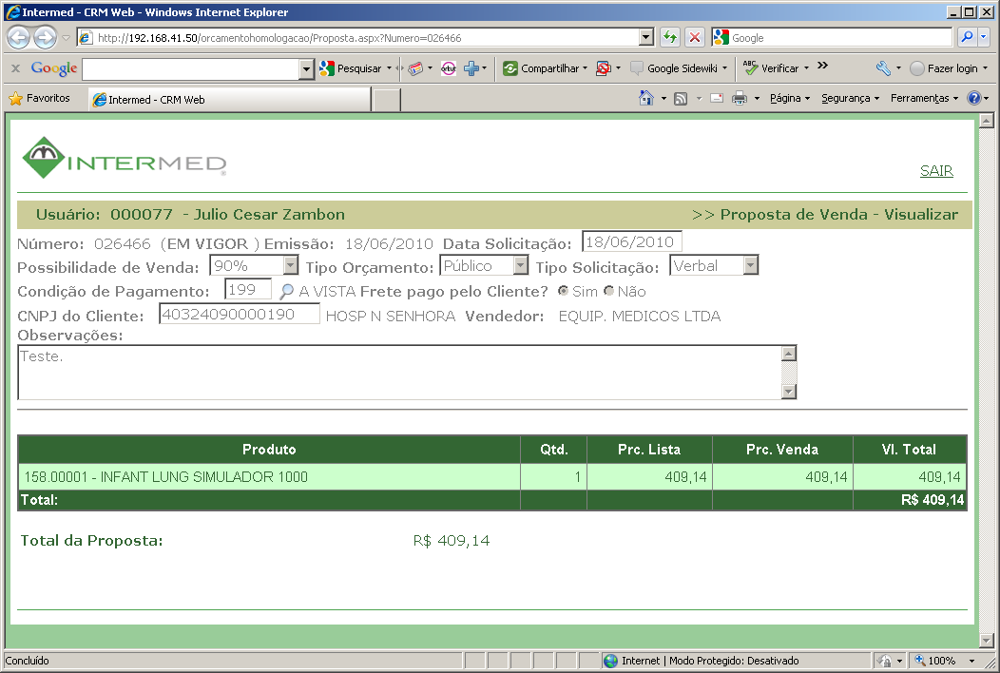 Intermed - CRM Web - Windows Internet Explorer
http://192.168.41.50/orcamentohomologacao/Proposta.aspx?Numero=026466
Google
Google Pesquisar ortut Compartilhar Google Sidewiki ABC Verificar >> Fazer login
Favoritos Intermed - CRM Web Página Segurança Ferramentas
INTERMED
SAIR
Usuário: 000077 - Julio Cesar Zambon >> Proposta de Venda - Visualizar
Número: 026466 (EM VIGOR ) Emissão: 18/06/2010 Data Solicitação: 18/06/2010
Possibilidade de Venda: 90% Tipo Orçamento: Público Tipo Solicitação: Verbal
Condição de Pagamento: 199 A VISTA Frete pago pelo Cliente? Sim Não
CNPJ do Cliente: 40324090000190 HOSP N SENHORA Vendedor: EQUIP. MEDICOS LTDA
Observações:
Teste.
Produto Qtd. Prc. Lista Prc. Venda Vl. Total
158.00001 - INFANT LUNG SIMULADOR 1000 1 409,14 409,14 409,14
Total: R$ 409,14
Total da Proposta: R$ 409,14
Concluído Internet | Modo Protegido: Desativado 100%